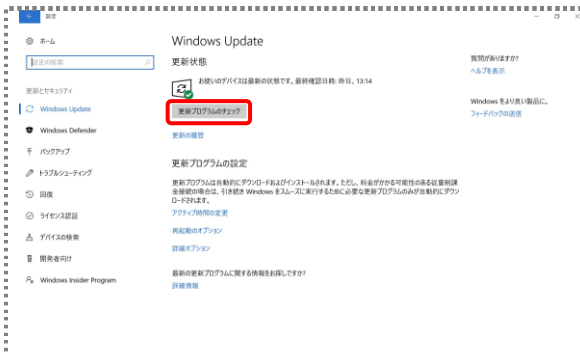 設定
ホーム
設定の検索
更新とセキュリティ
Windows Update
Windows Defender
バックアップ
トラブルシューティング
回復
ライセンス認証
デバイスの検索
開発者向け
Windows Insider Program
Windows Update
更新状態
お使いのデバイスは最新の状態です。最終確認日時: 昨日、13:14
更新プログラムのチェック
更新の履歴
更新プログラムの設定
更新プログラムは自動的にダウンロードおよびインストールされます。ただし、料金がかかる可能性のある従量制課
金接続の場合は、引き続き Windows をスムーズに実行するために必要な更新プログラムのみが自動的にダウン
ロードされます。
アクティブ時間の変更
再起動のオプション
詳細オプション
最新の更新プログラムに関する情報をお探しですか?
詳細情報
質問がありますか?
ヘルプを表示
Windows をより良い製品に。
フィードバックの送信